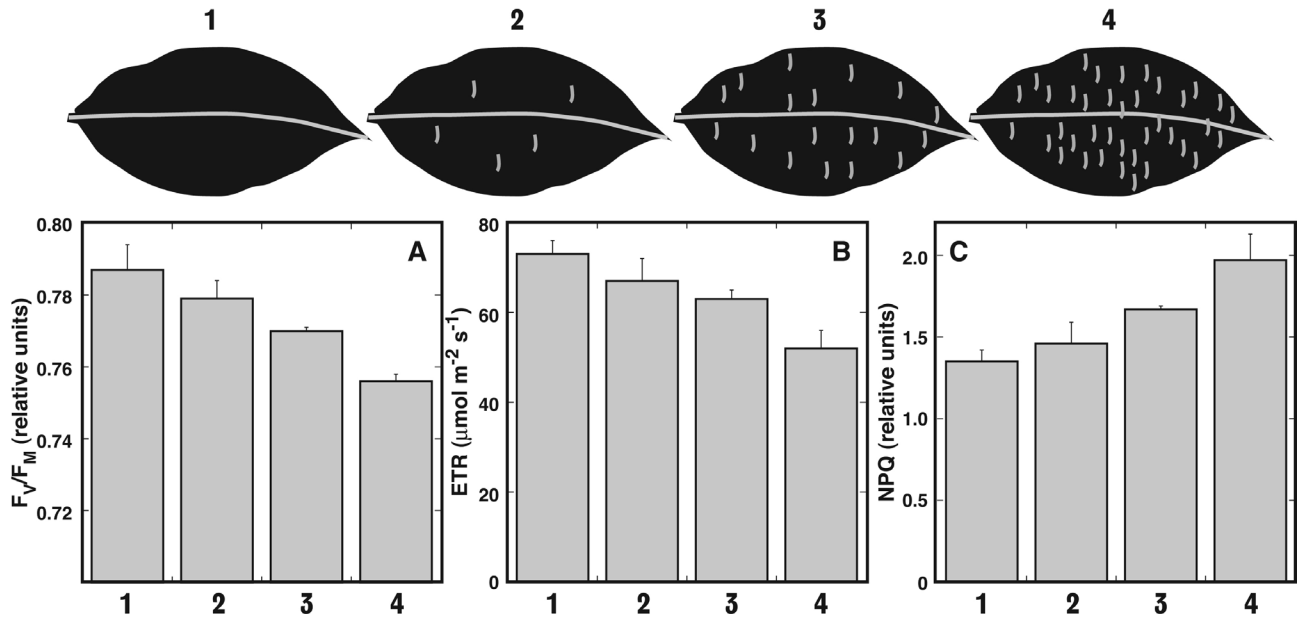 1 2 3 4
A
0.80
0.78
0.76
0.74
0.72
F_V/F_M (relative units)
1 2 3 4
B
80
60
40
20
0
ETR (μmol m⁻² s⁻¹)
1 2 3 4
C
2.0
1.5
1.0
0.5
0
NPQ (relative units)
1 2 3 4